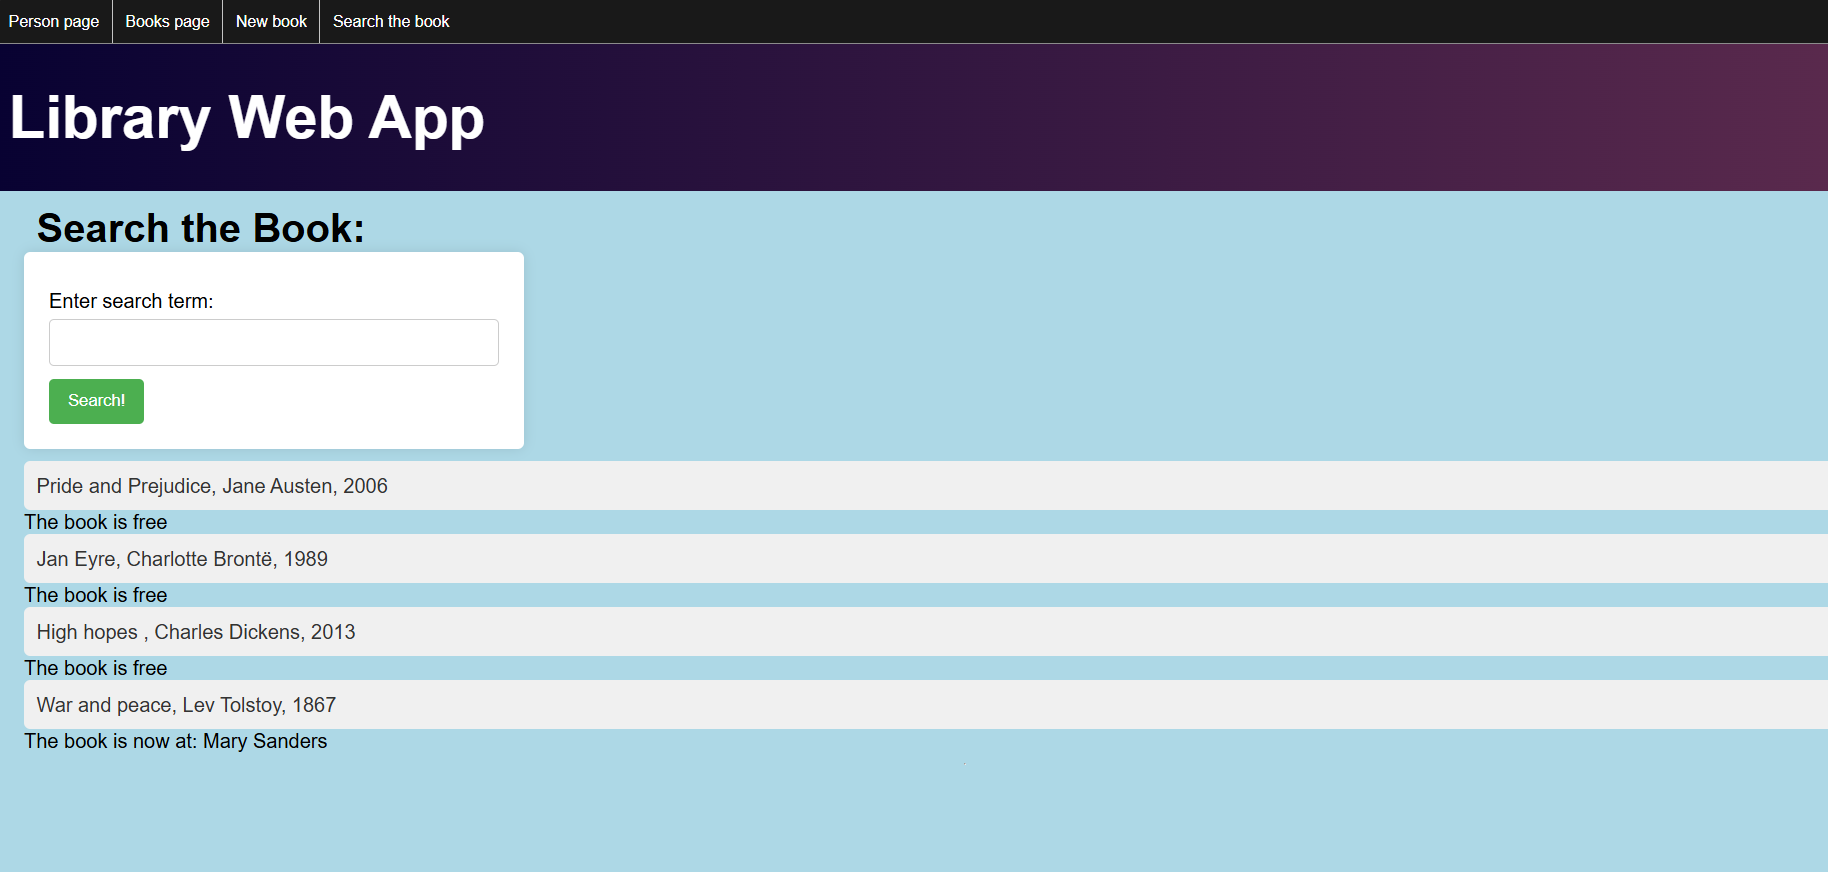 Person page Books page New book Search the book
Library Web App
Search the Book:
Enter search term:
Search!
Pride and Prejudice, Jane Austen, 2006
The book is free
Jan Eyre, Charlotte Brontë, 1989
The book is free
High hopes , Charles Dickens, 2013
The book is free
War and peace, Lev Tolstoy, 1867
The book is now at: Mary Sanders